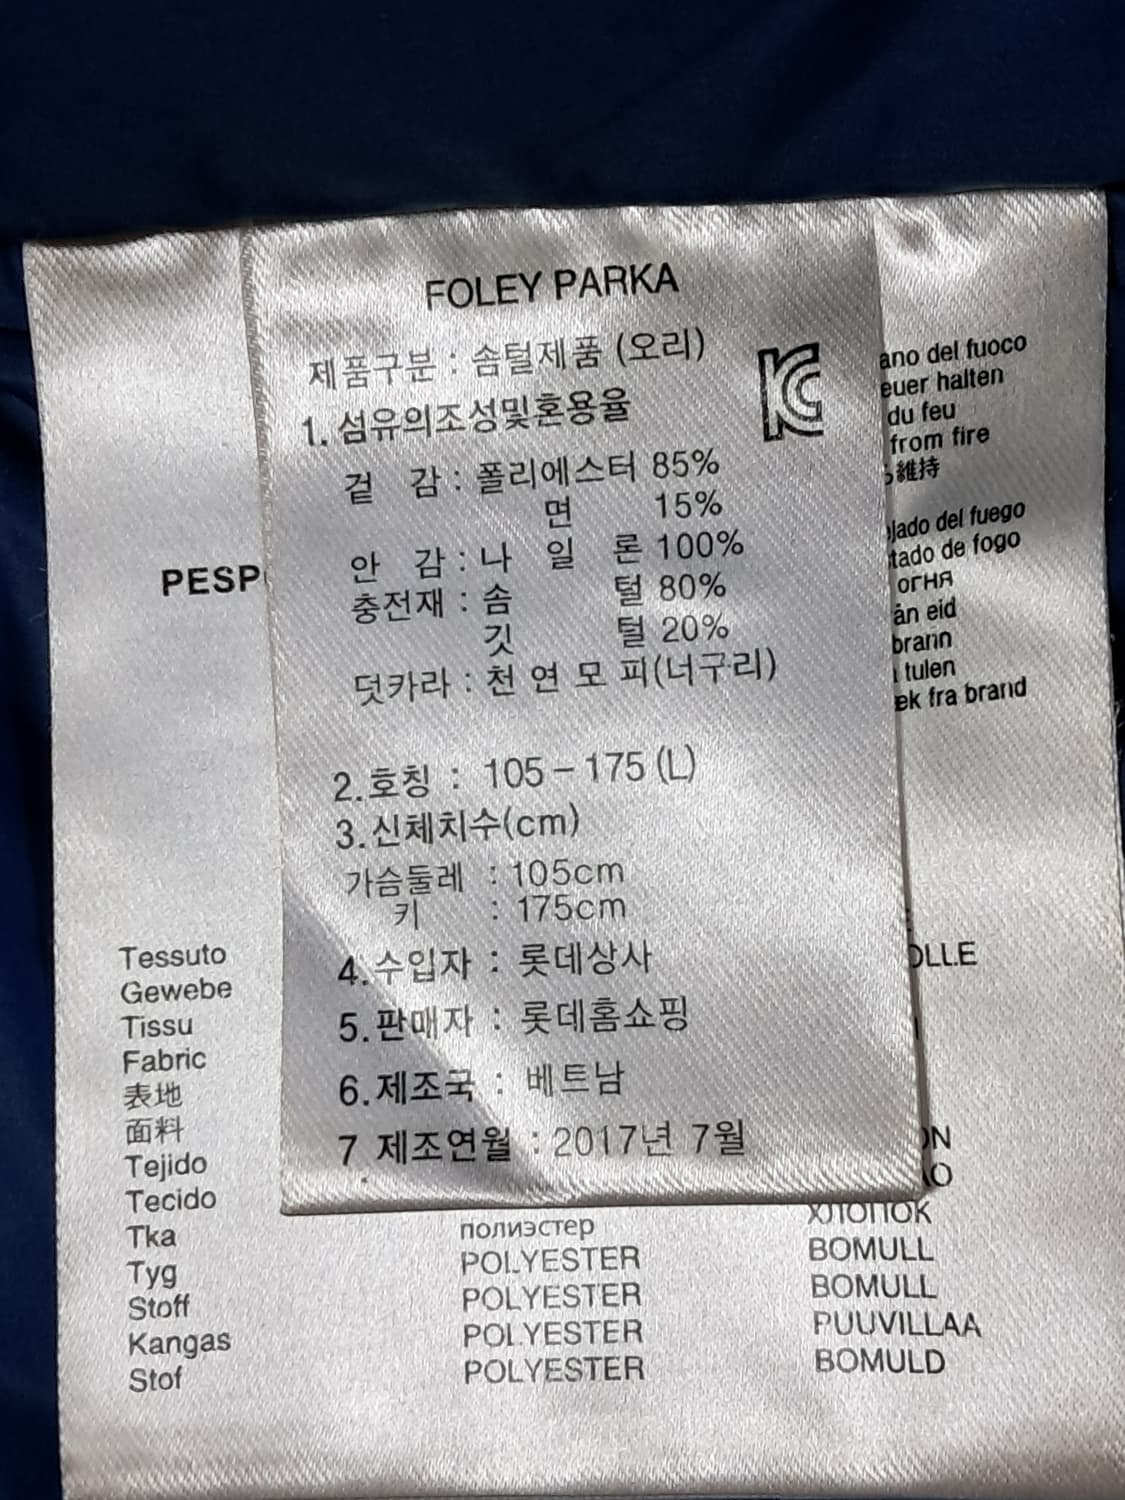 FOLEY PARKA
제품구분 : 솜털제품 (오리)
1. 섬유의조성및혼용율
겉 감 : 폴리에스터 85%
면 15%
안 감 : 나 일 론 100%
충전재 : 솜 털 80%
깃 털 20%
덧카라 : 천 연 모 피(너구리)
2.호칭 : 105 – 175 (L)
3.신체치수(cm)
가슴둘레 : 105cm
키 : 175cm
4.수입자 : 롯데상사
5.판매자 : 롯데홈쇼핑
6.제조국 : 베트남
7 제조연월 : 2017년 7월
PESP
ano del fuoco
euer halten
du feu
from fire
維持
jado del fuego
tado de fogo
огня
ån eid
brann
tulen
æk fra brand
Tessuto OLLE
Gewebe
Tissu
Fabric
表地
面料 ON
Tejido ÃO
Tecido ХЛОПОК
Tka полиэстер BOMULL
Tyg POLYESTER BOMULL
Stoff POLYESTER PUUVILLAA
Kangas POLYESTER BOMULD
Stof POLYESTER